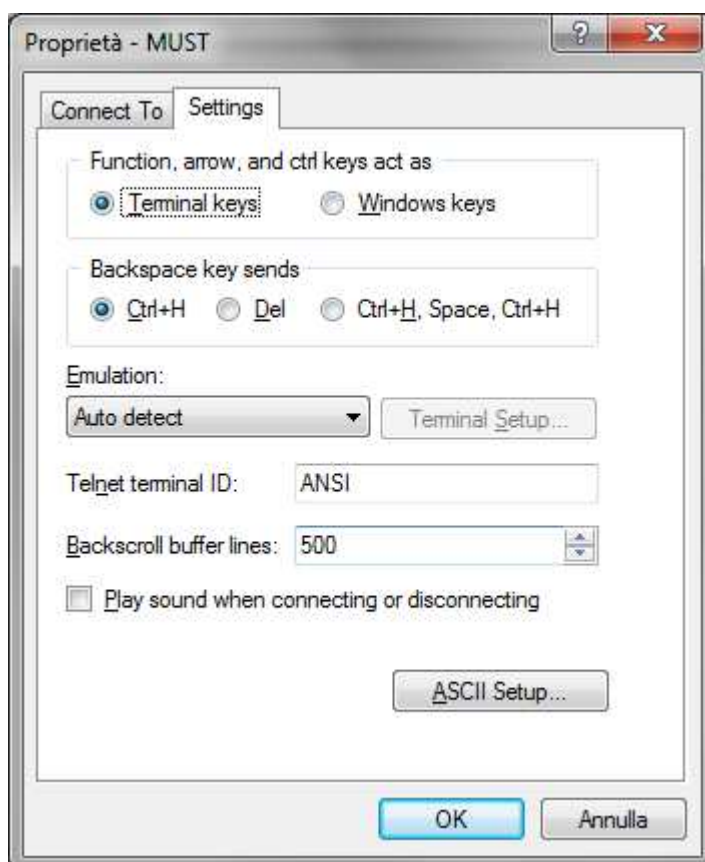 Proprietà - MUST
Connect To Settings
Function, arrow, and ctrl keys act as
Terminal keys Windows keys
Backspace key sends
Ctrl+H Del Ctrl+H, Space, Ctrl+H
Emulation:
Auto detect Terminal Setup...
Telnet terminal ID: ANSI
Backscroll buffer lines: 500
Play sound when connecting or disconnecting
ASCII Setup...
OK Annulla